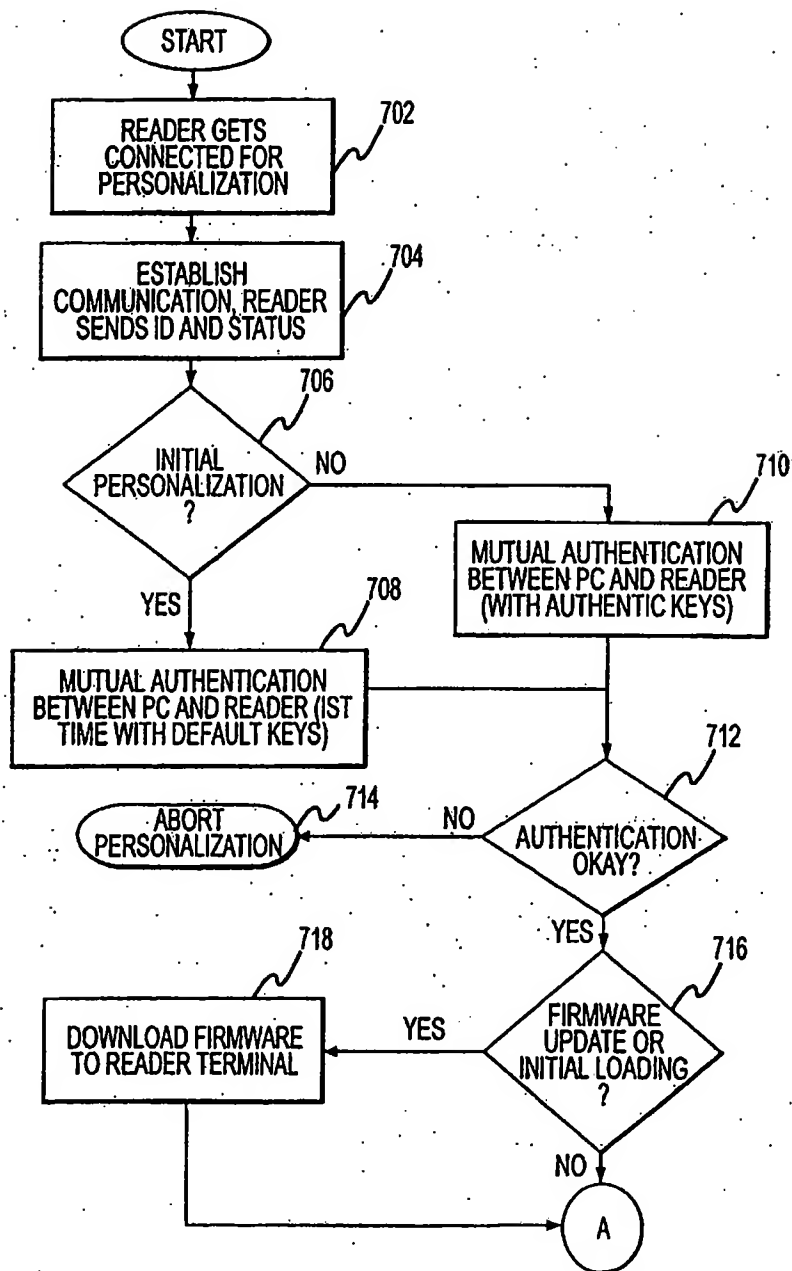 START
702
READER GETS
CONNECTED FOR
PERSONALIZATION
704
ESTABLISH
COMMUNICATION, READER
SENDS ID AND STATUS
706
INITIAL
PERSONALIZATION
?
NO
YES
710
MUTUAL AUTHENTICATION
BETWEEN PC AND READER
(WITH AUTHENTIC KEYS)
708
MUTUAL AUTHENTICATION
BETWEEN PC AND READER (IST
TIME WITH DEFAULT KEYS)
712
AUTHENTICATION
OKAY?
NO
714
ABORT
PERSONALIZATION
YES
716
FIRMWARE
UPDATE OR
INITIAL LOADING
?
YES
718
DOWNLOAD FIRMWARE
TO READER TERMINAL
NO
A